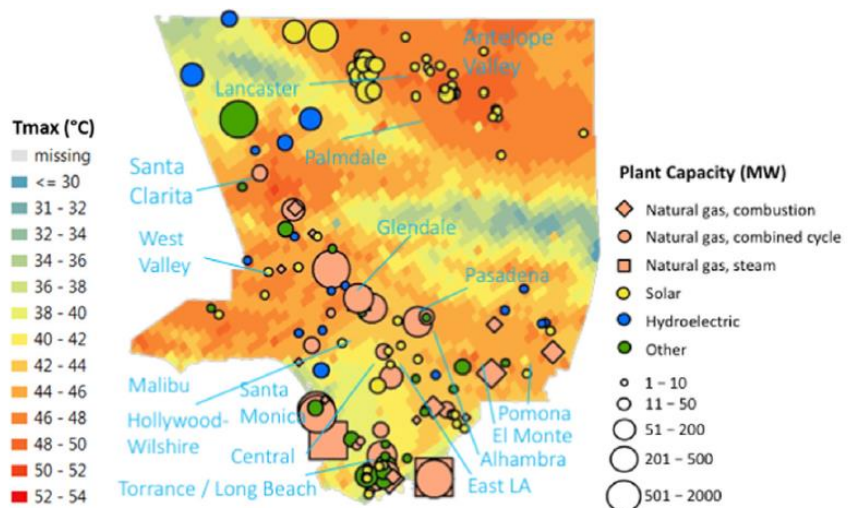 Antelope
Valley
Lancaster
Palmdale
Santa
Clarita
West
Valley
Glendale
Pasadena
Malibu
Hollywood-
Wilshire
Santa
Monica
Central
Torrance / Long Beach
Pomona
El Monte
Alhambra
East LA
Tmax (°C)
missing
<= 30
31 - 32
32 - 34
34 - 36
36 - 38
38 - 40
40 - 42
42 - 44
44 - 46
46 - 48
48 - 50
50 - 52
52 - 54
Plant Capacity (MW)
Natural gas, combustion
Natural gas, combined cycle
Natural gas, steam
Solar
Hydroelectric
Other
1 – 10
11 – 50
51 – 200
201 – 500
501 – 2000